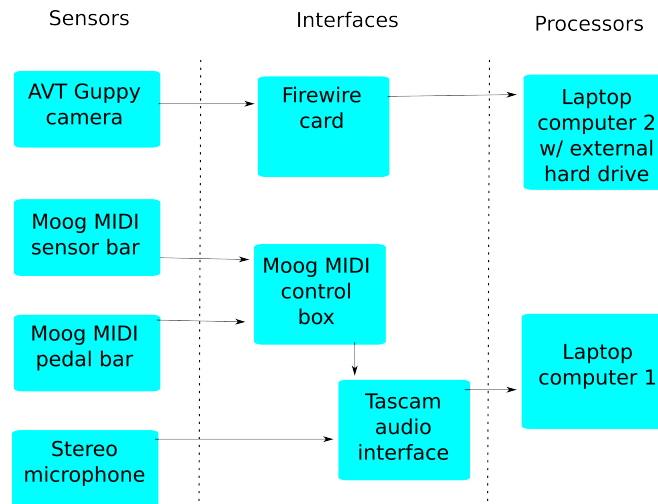 Sensors
Interfaces
Processors
AVT Guppy
camera
Firewire
card
Laptop
computer 2
w/ external
hard drive
Moog MIDI
sensor bar
Moog MIDI
control
box
Moog MIDI
pedal bar
Laptop
computer 1
Tascam
audio
interface
Stereo
microphone